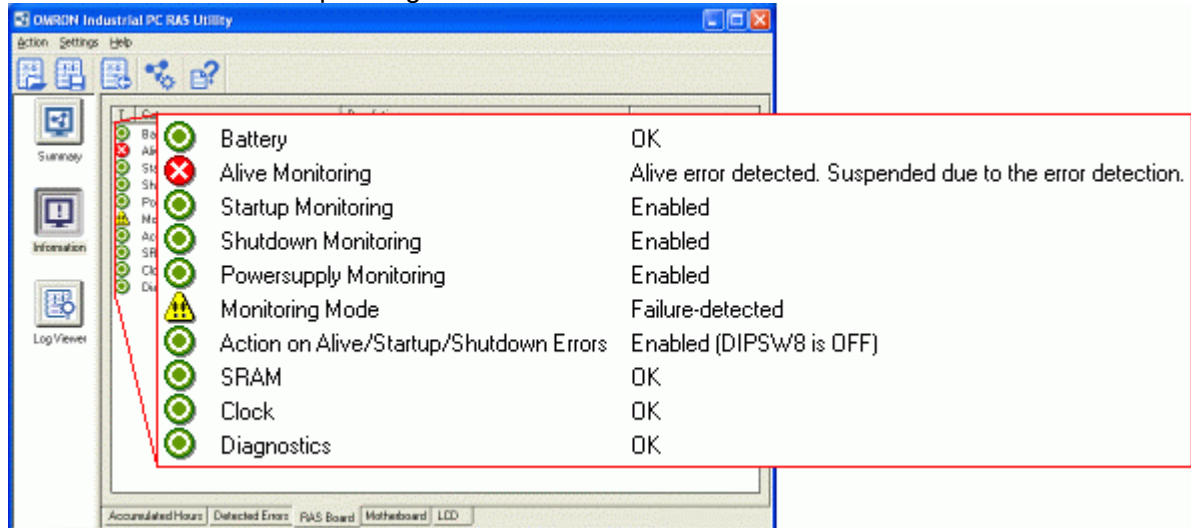 OMRON Industrial PC RAS Utility
Action Settings Help
Summary
Information
Log Viewer
Battery OK
Alive Monitoring Alive error detected. Suspended due to the error detection.
Startup Monitoring Enabled
Shutdown Monitoring Enabled
Powersupply Monitoring Enabled
Monitoring Mode Failure-detected
Action on Alive/Startup/Shutdown Errors Enabled (DIPSW8 is OFF)
SRAM OK
Clock OK
Diagnostics OK
Accumulated Hours Detected Errors RAS Board Motherboard LCD